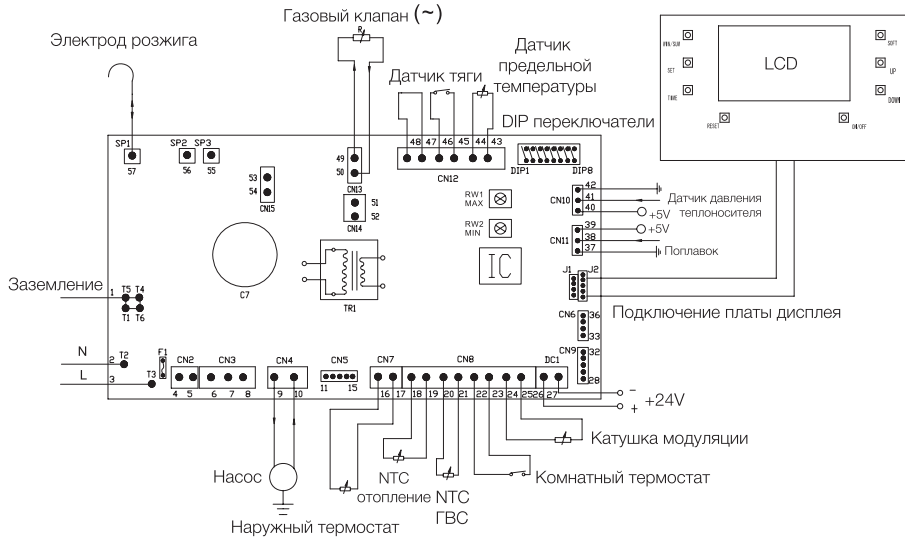 Газовый клапан (~)
R
Электрод розжига
Датчик тяги
Датчик
предельной
температуры
DIP переключатели
WIN/SUM
SET
TIME
LCD
SOFT
UP
DOWN
RESET
ON/OFF
SP1
57
SP2 SP3
56 55
53
54
CN15
49
50
CN13
51
52
CN14
48 47 46 45 44 43
CN12
DIP1 DIP8
RW1
MAX
RW2
MIN
IC
42
CN10 41
40
Датчик давления
теплоносителя
+5V
39
+5V
CN11 38
37
Поплавок
J1 J2
Подключение платы дисплея
CN6 36
33
CN9 32
28
C7
TR1
Заземление
1 T5 T4
T1 T6
N
2 T2
L
3 T3
F1
CN2 CN3 CN4 CN5 CN7 CN8 DC1
4 5 6 7 8 9 10 11 15 16 17 18 19 20 21 22 23 24 25 26 27
−
+ +24V
Катушка модуляции
Комнатный термостат
Насос
NTC
отопление
NTC
ГВС
Наружный термостат